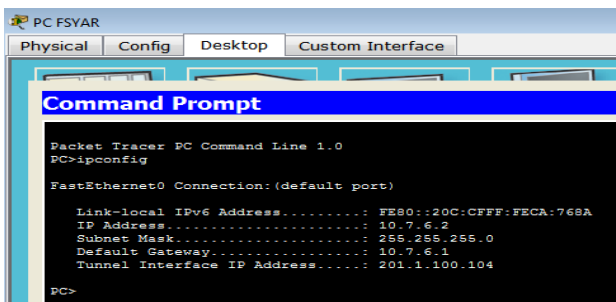 PC FSYAR
Physical Config Desktop Custom Interface
Command Prompt
Packet Tracer PC Command Line 1.0
PC>ipconfig
FastEthernet0 Connection:(default port)
Link-local IPv6 Address.........: FE80::20C:CFFF:FECA:768A
IP Address......................: 10.7.6.2
Subnet Mask.....................: 255.255.255.0
Default Gateway.................: 10.7.6.1
Tunnel Interface IP Address.....: 201.1.100.104
PC>